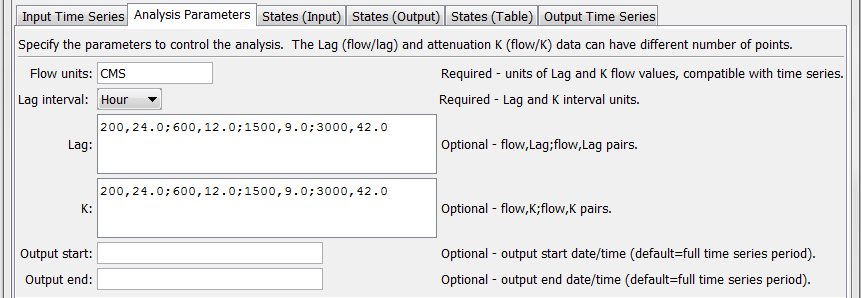 Input Time Series Analysis Parameters States (Input) States (Output) States (Table) Output Time Series
Specify the parameters to control the analysis. The Lag (flow/lag) and attenuation K (flow/K) data can have different number of points.
Flow units: CMS Required - units of Lag and K flow values, compatible with time series.
Lag interval: Hour Required - Lag and K interval units.
200,24.0;600,12.0;1500,9.0;3000,42.0
Lag: Optional - flow,Lag;flow,Lag pairs.
200,24.0;600,12.0;1500,9.0;3000,42.0
K: Optional - flow,K;flow,K pairs.
Output start: Optional - output start date/time (default=full time series period).
Output end: Optional - output end date/time (default=full time series period).